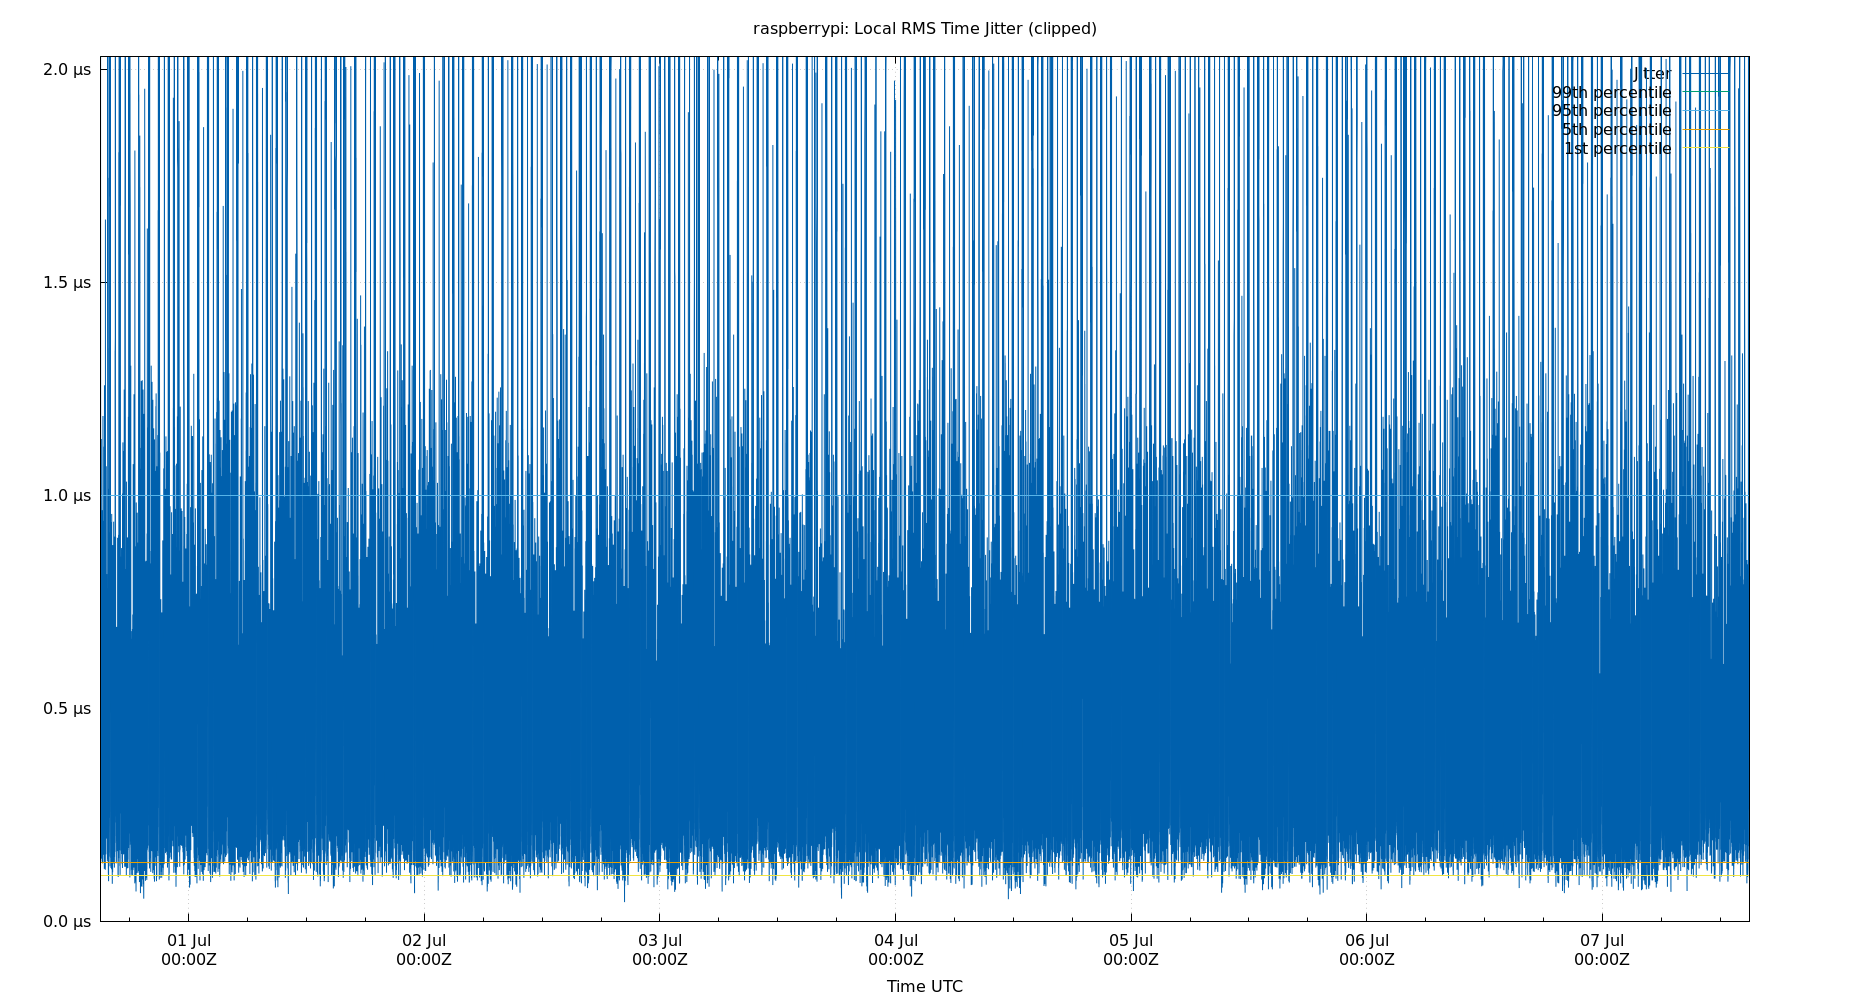 raspberrypi: Local RMS Time Jitter (clipped)
2.0 µs
1.5 µs
1.0 µs
0.5 µs
0.0 µs
Jitter
99th percentile
95th percentile
5th percentile
1st percentile
01 Jul
00:00Z
02 Jul
00:00Z
03 Jul
00:00Z
04 Jul
00:00Z
05 Jul
00:00Z
06 Jul
00:00Z
07 Jul
00:00Z
Time UTC